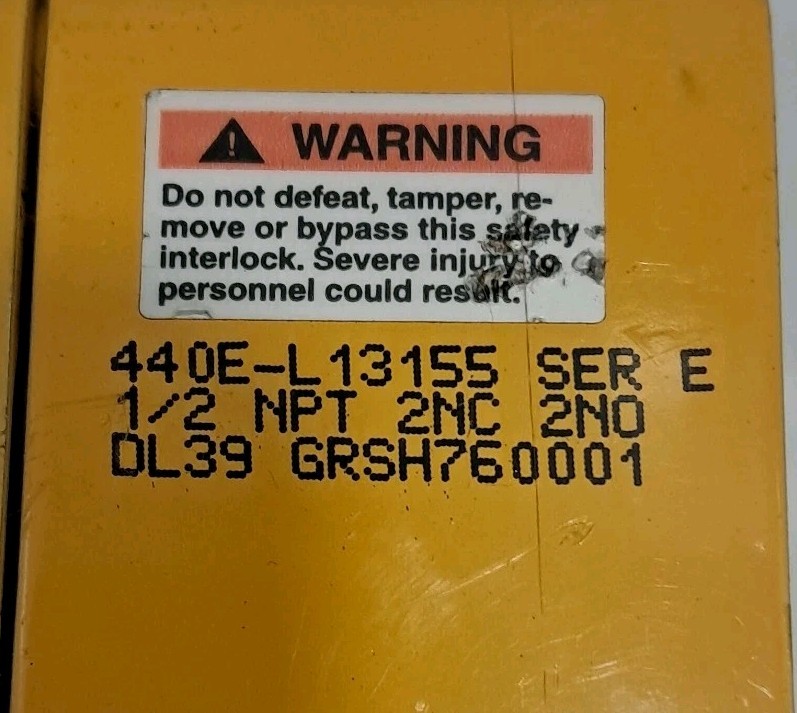 WARNING
Do not defeat, tamper, re-
move or bypass this safety
interlock. Severe injury to
personnel could result.
440E-L13155 SER E
1/2 NPT 2NC 2NO
DL39 GRSH760001